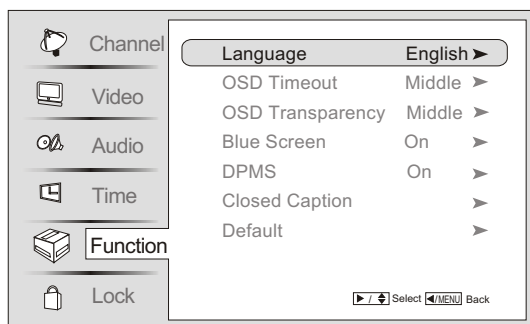 Channel
Video
Audio
Time
Function
Lock
Language English
OSD Timeout Middle
OSD Transparency Middle
Blue Screen On
DPMS On
Closed Caption
Default
/ Select /MENU Back